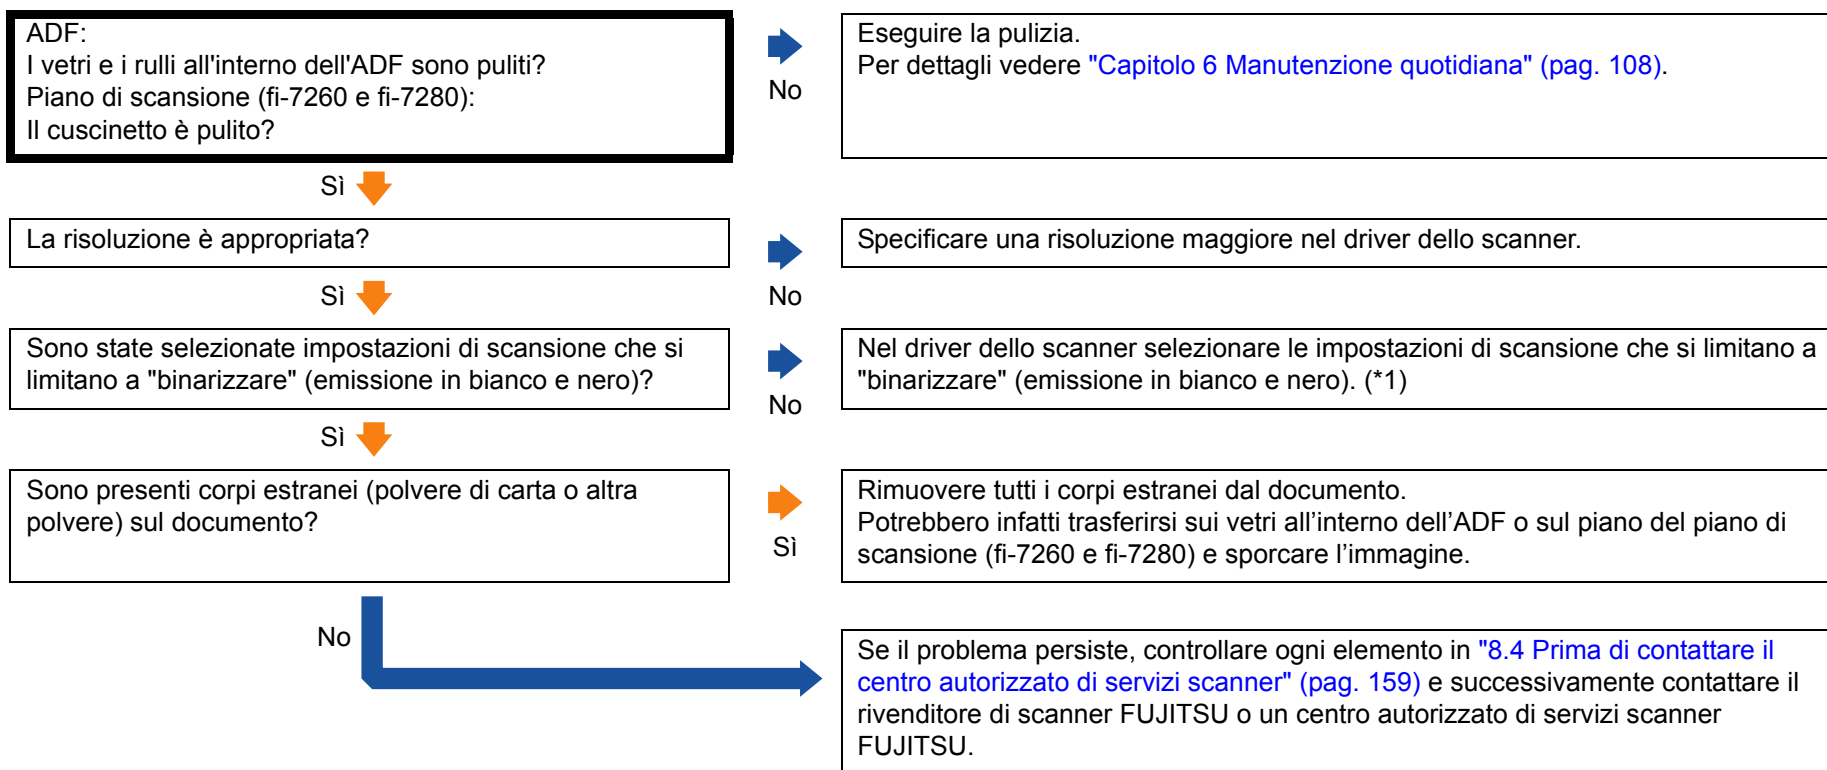 ADF:
I vetri e i rulli all'interno dell'ADF sono puliti?
Piano di scansione (fi-7260 e fi-7280):
Il cuscinetto è pulito?
No
Eseguire la pulizia.
Per dettagli vedere "Capitolo 6 Manutenzione quotidiana" (pag. 108).
Sì
La risoluzione è appropriata?
No
Specificare una risoluzione maggiore nel driver dello scanner.
Sì
Sono state selezionate impostazioni di scansione che si
limitano a "binarizzare" (emissione in bianco e nero)?
No
Nel driver dello scanner selezionare le impostazioni di scansione che si limitano a
"binarizzare" (emissione in bianco e nero). (*1)
Sì
Sono presenti corpi estranei (polvere di carta o altra
polvere) sul documento?
Sì
Rimuovere tutti i corpi estranei dal documento.
Potrebbero infatti trasferirsi sui vetri all’interno dell’ADF o sul piano del piano di
scansione (fi-7260 e fi-7280) e sporcare l’immagine.
No
Se il problema persiste, controllare ogni elemento in "8.4 Prima di contattare il
centro autorizzato di servizi scanner" (pag. 159) e successivamente contattare il
rivenditore di scanner FUJITSU o un centro autorizzato di servizi scanner
FUJITSU.